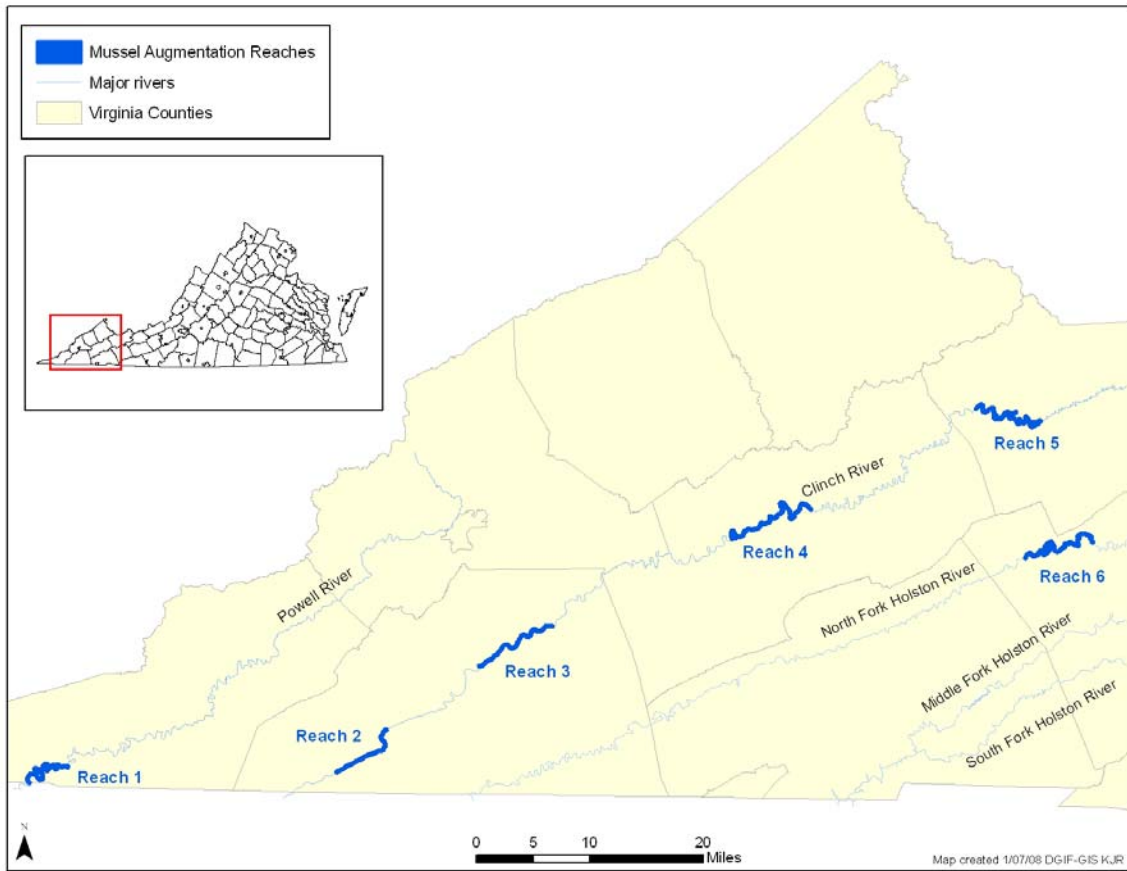 Mussel Augmentation Reaches
Major rivers
Virginia Counties
Reach 5
Clinch River
Reach 4
Reach 6
North Fork Holston River
Powell River
Middle Fork Holston River
Reach 3
South Fork Holston River
Reach 2
Reach 1
N
0 5 10 20
Miles
Map created 1/07/08 DGIF-GIS KJR